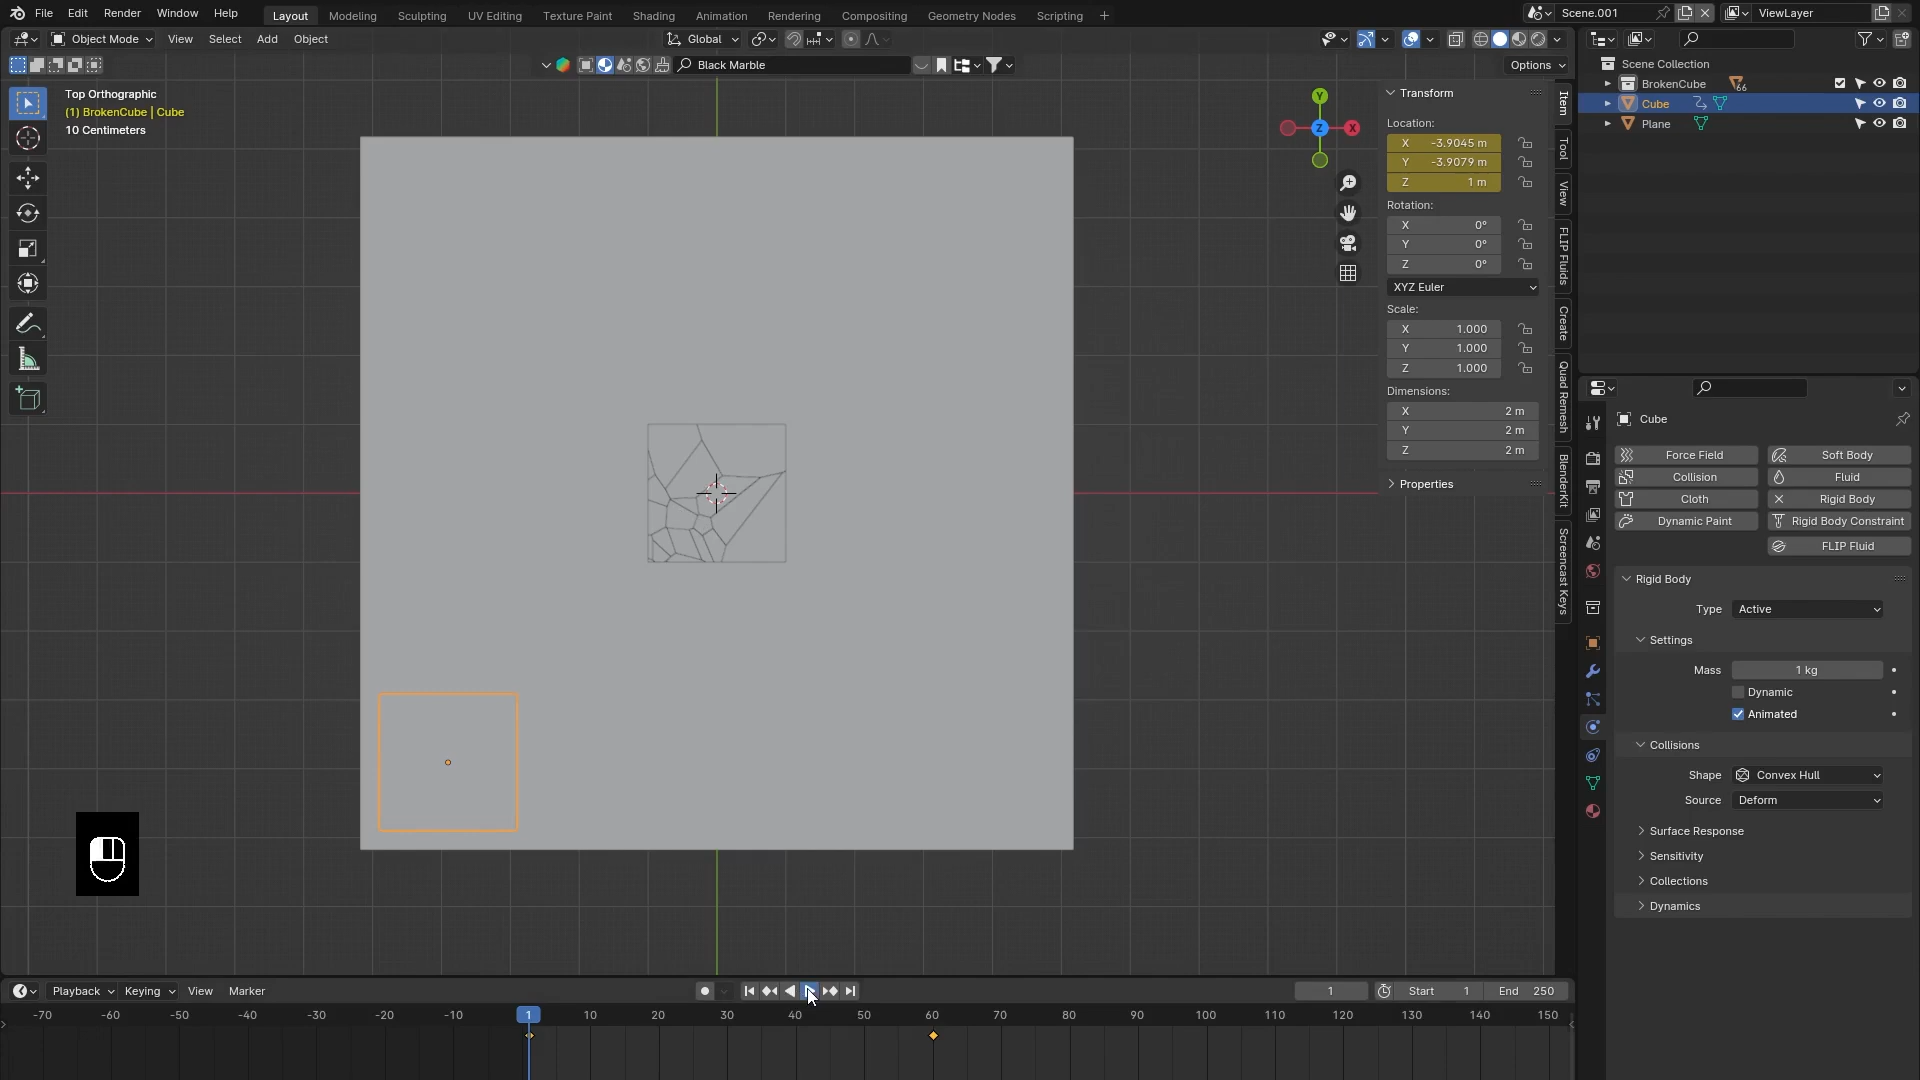 File Edit Render Window Help Layout Modeling Sculpting UV Editing Texture Paint Shading Animation Rendering Compositing Geometry Nodes Scripting + Scene.001 ViewLayer
Object Mode View Select Add Object Global
Black Marble Options
Top Orthographic
(1) BrokenCube | Cube
10 Centimeters
Y
Z X
Transform
Location:
X -3.9045 m
Y -3.9079 m
Z 1 m
Rotation:
X 0°
Y 0°
Z 0°
XYZ Euler
Scale:
X 1.000
Y 1.000
Z 1.000
Dimensions:
X 2 m
Y 2 m
Z 2 m
Properties
Item
Tool
View
FLIP Fluids
Create
Quad Remesh
BlenderKit
Screencast Keys
Scene Collection
BrokenCube 66
Cube
Plane
Cube
Force Field Soft Body
Collision Fluid
Cloth Rigid Body
Dynamic Paint Rigid Body Constraint
FLIP Fluid
Rigid Body
Type Active
Settings
Mass 1 kg
Dynamic
Animated
Collisions
Shape Convex Hull
Source Deform
Surface Response
Sensitivity
Collections
Dynamics
Playback Keying View Marker 1 Start 1 End 250
-70 -60 -50 -40 -30 -20 -10 1 10 20 30 40 50 60 70 80 90 100 110 120 130 140 150